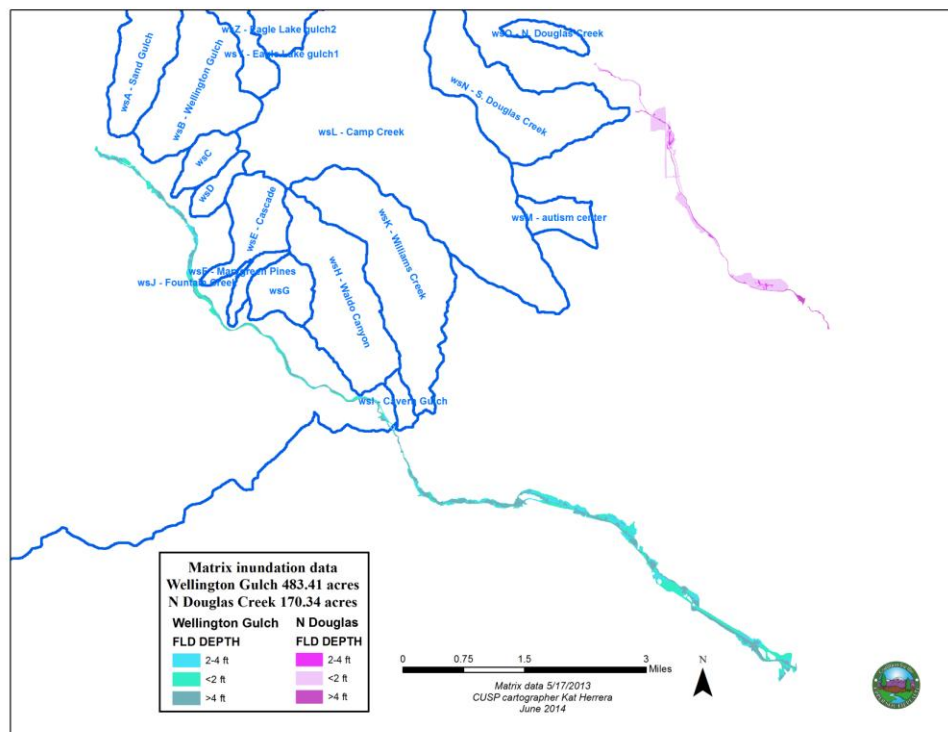 wsZ - Eagle Lake gulch2
wsO - N. Douglas Creek
wsY - Eagle Lake gulch1
wsA - Sand Gulch
wsB - Wellington Gulch
wsN - S. Douglas Creek
wsL - Camp Creek
wsC
wsD
wsE - Cascade
wsM - autism center
wsK - Williams Creek
wsF - Marygreen Pines
wsJ - Fountain Creek
wsG
wsH - Waldo Canyon
wsI - Cavern Gulch
Matrix inundation data
Wellington Gulch 483.41 acres
N Douglas Creek 170.34 acres
Wellington Gulch N Douglas
FLD DEPTH FLD DEPTH
2-4 ft 2-4 ft
<2 ft <2 ft
>4 ft >4 ft
0 0.75 1.5 3
Miles
N
Matrix data 5/17/2013
CUSP cartographer Kat Herrera
June 2014